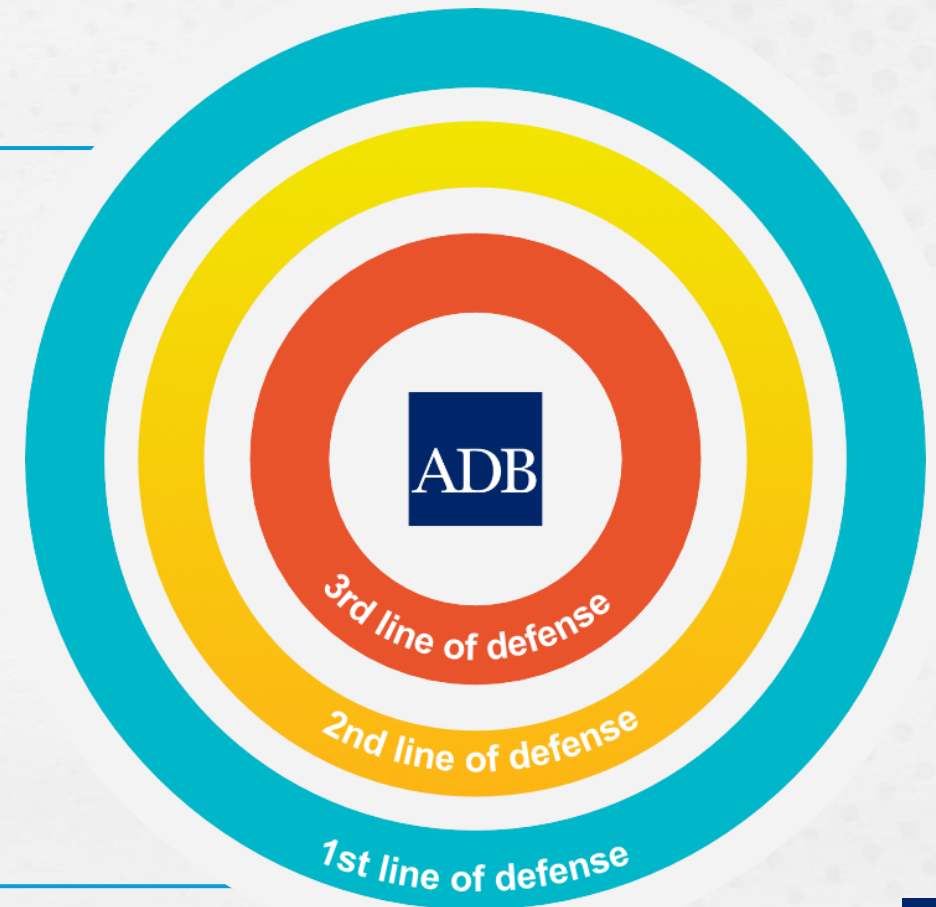 ADB
3rd line of defense
2nd line of defense
1st line of defense